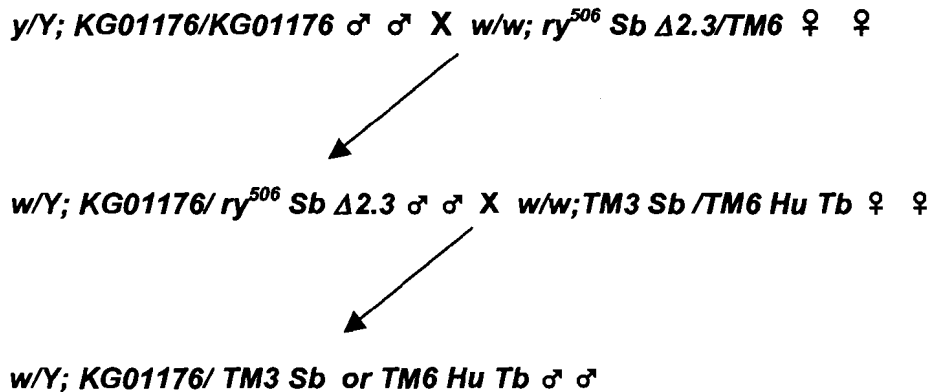 y/Y; KG01176/KG01176 ♂ ♂ X w/w; ry⁵⁰⁶ Sb Δ2.3/TM6 ♀ ♀
w/Y; KG01176/ ry⁵⁰⁶ Sb Δ2.3 ♂ ♂ X w/w;TM3 Sb /TM6 Hu Tb ♀ ♀
w/Y; KG01176/ TM3 Sb or TM6 Hu Tb ♂ ♂